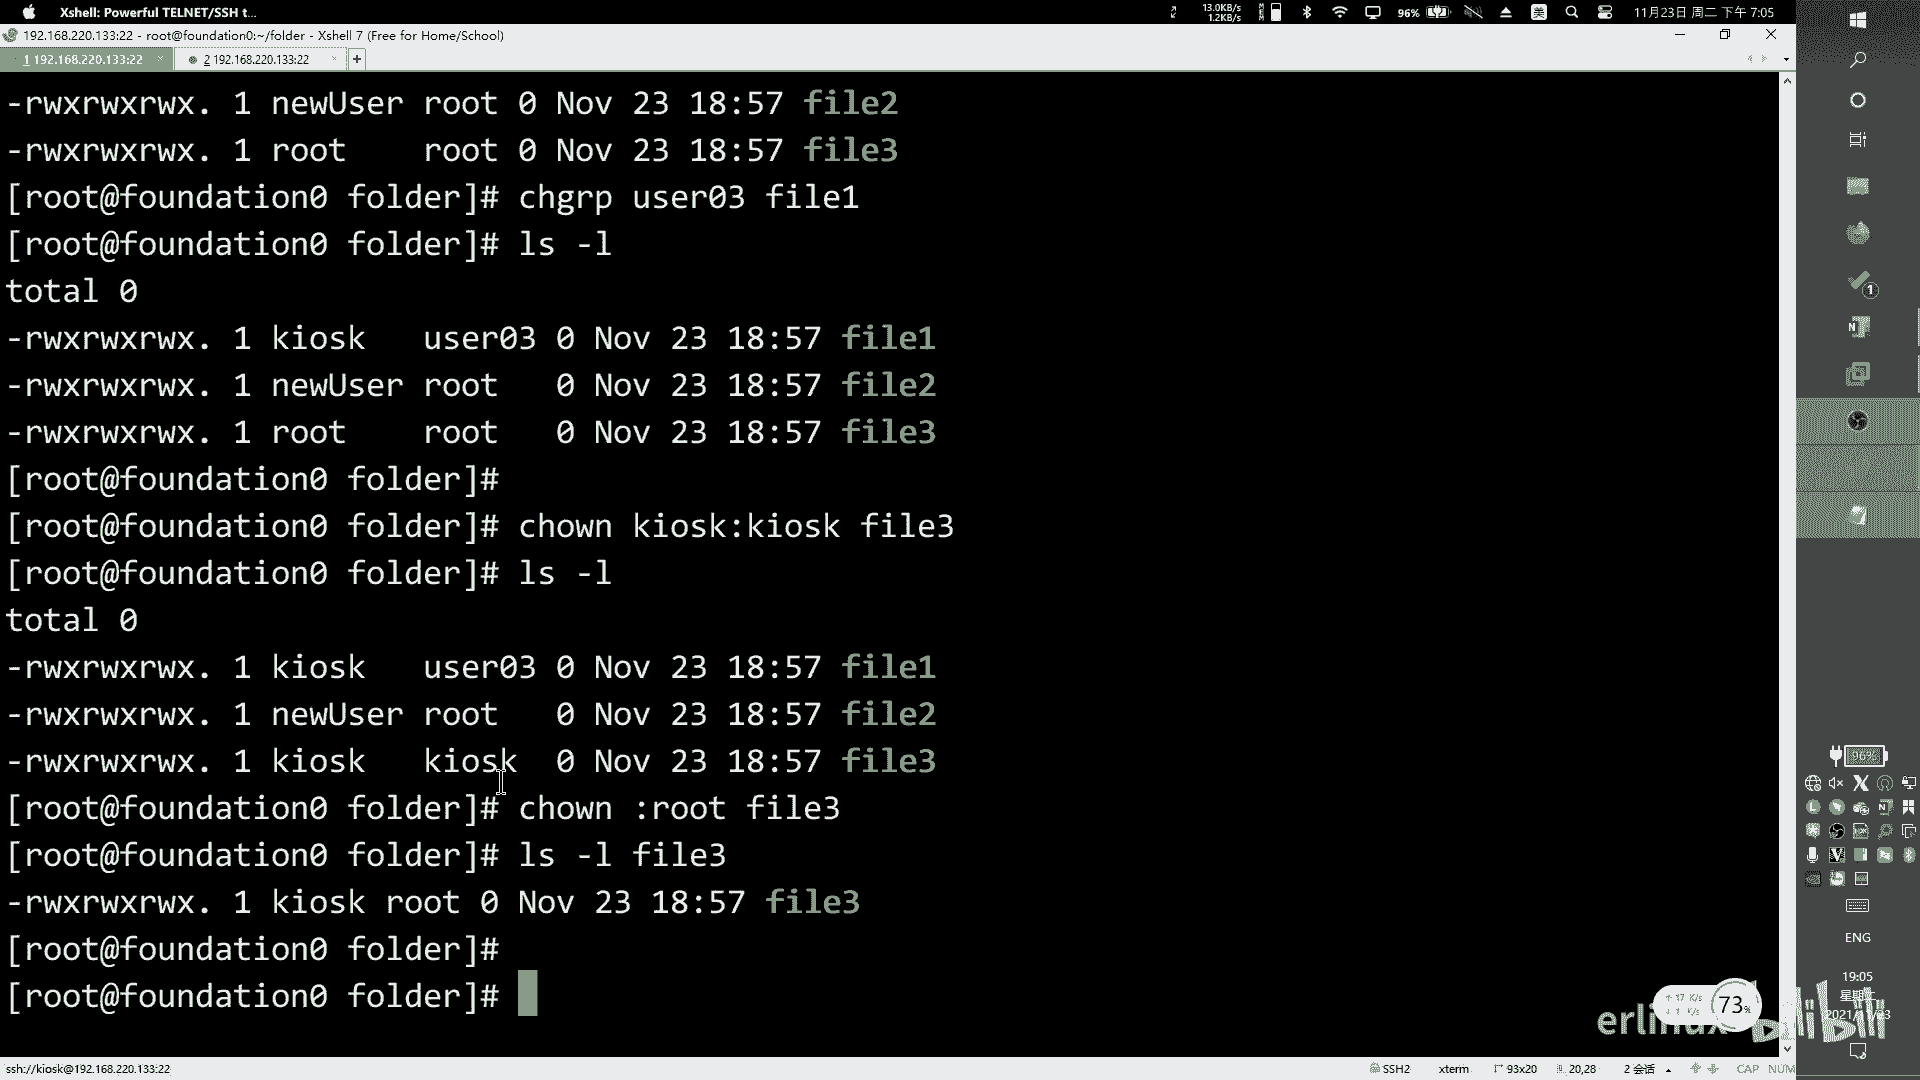 Xshell: Powerful TELNET/SSH t...
13.0KB/s
1.2KB/s
96%
美
11月23日 周二 下午 7:05
192.168.220.133:22 - root@foundation0:~/folder - Xshell 7 (Free for Home/School)
1 192.168.220.133:22
2 192.168.220.133:22
-rwxrwxrwx. 1 newUser root 0 Nov 23 18:57 file2
-rwxrwxrwx. 1 root    root 0 Nov 23 18:57 file3
[root@foundation0 folder]# chgrp user03 file1
[root@foundation0 folder]# ls -l
total 0
-rwxrwxrwx. 1 kiosk   user03 0 Nov 23 18:57 file1
-rwxrwxrwx. 1 newUser root   0 Nov 23 18:57 file2
-rwxrwxrwx. 1 root    root   0 Nov 23 18:57 file3
[root@foundation0 folder]#
[root@foundation0 folder]# chown kiosk:kiosk file3
[root@foundation0 folder]# ls -l
total 0
-rwxrwxrwx. 1 kiosk   user03 0 Nov 23 18:57 file1
-rwxrwxrwx. 1 newUser root   0 Nov 23 18:57 file2
-rwxrwxrwx. 1 kiosk   kiosk  0 Nov 23 18:57 file3
[root@foundation0 folder]# chown :root file3
[root@foundation0 folder]# ls -l file3
-rwxrwxrwx. 1 kiosk root 0 Nov 23 18:57 file3
[root@foundation0 folder]#
[root@foundation0 folder]#
96%
ENG
19:05
17 K/s
1 K/s
73%
bilibili
ssh://kiosk@192.168.220.133:22
SSH2
xterm
93x20
20,28
2 会话
CAP
NUM